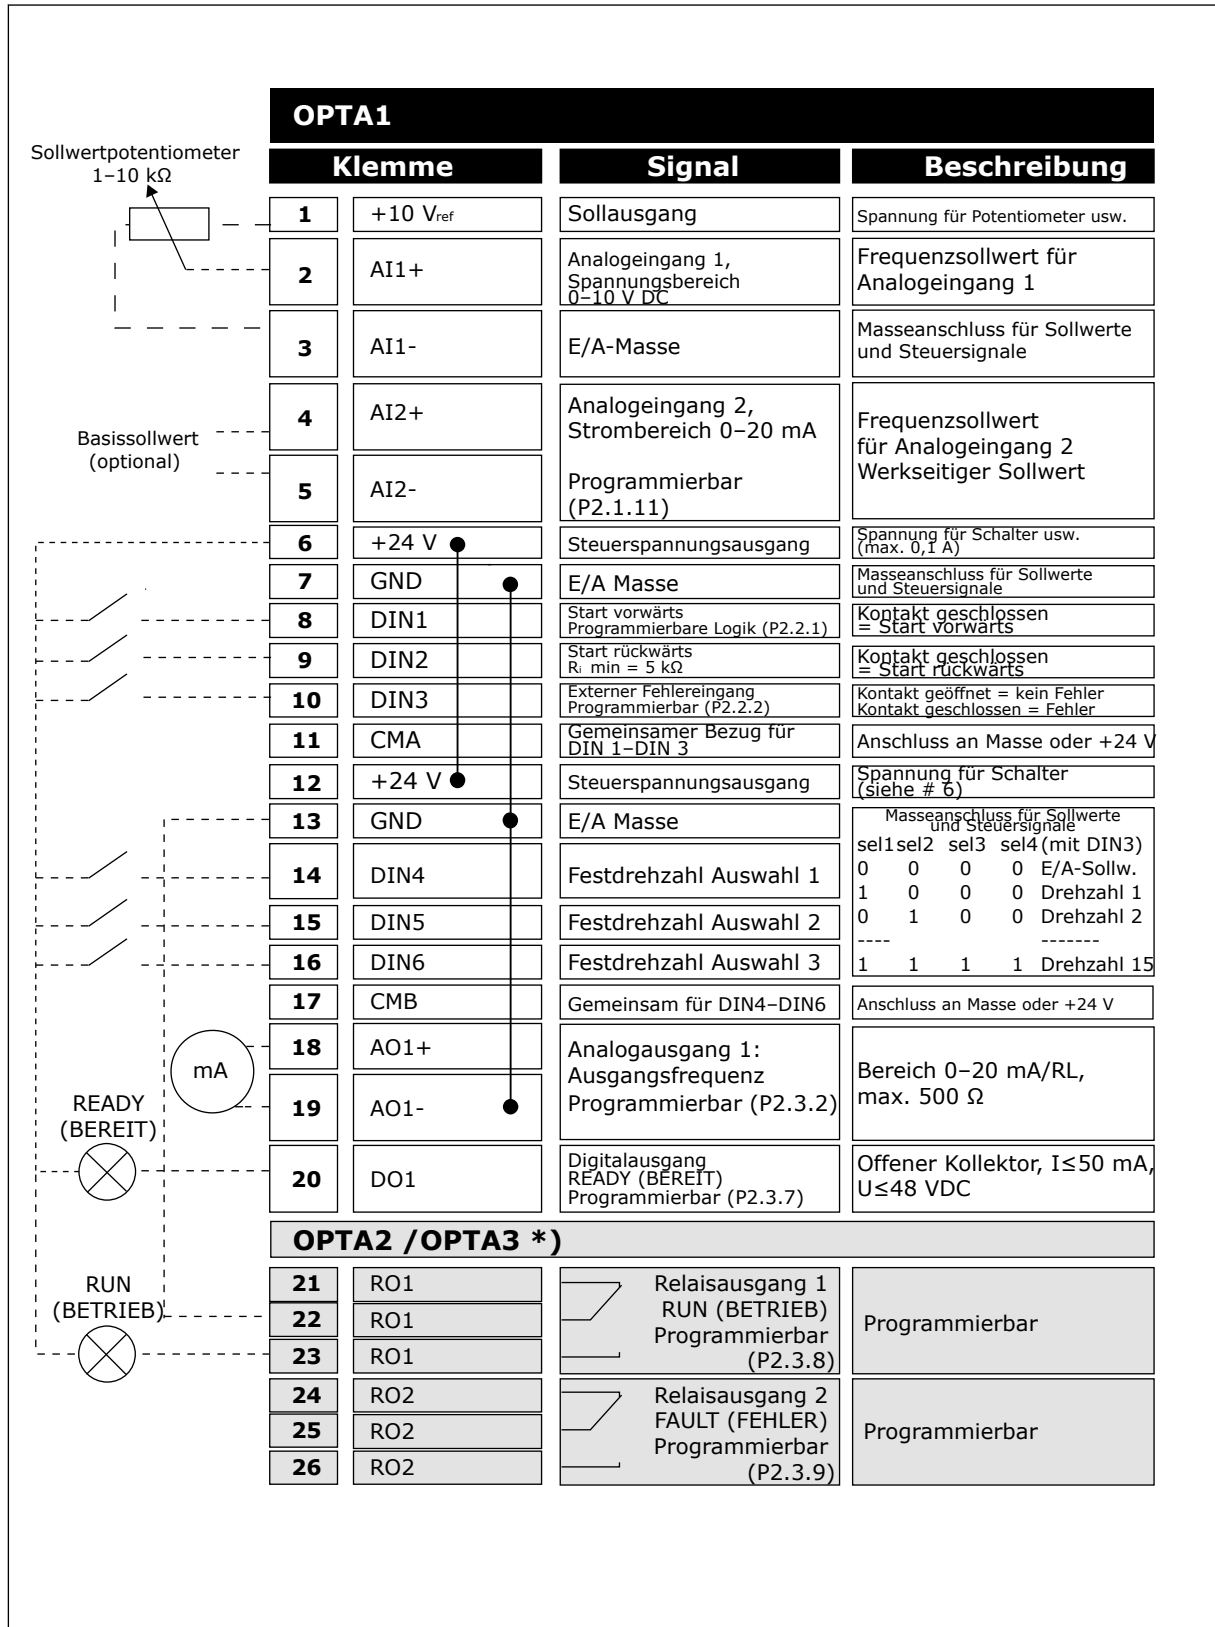 OPTA1
Klemme
Signal
Beschreibung
Sollwertpotentiometer
1–10 kΩ
1
+10 Vref
Sollausgang
Spannung für Potentiometer usw.
2
AI1+
Analogeingang 1,
Spannungsbereich
0–10 V DC
Frequenzsollwert für
Analogeingang 1
3
AI1-
E/A-Masse
Masseanschluss für Sollwerte
und Steuersignale
Basissollwert
(optional)
4
AI2+
5
AI2-
Analogeingang 2,
Strombereich 0–20 mA
Programmierbar
(P2.1.11)
Frequenzsollwert
für Analogeingang 2
Werkseitiger Sollwert
6
+24 V
Steuerspannungsausgang
Spannung für Schalter usw.
(max. 0,1 A)
7
GND
E/A Masse
Masseanschluss für Sollwerte
und Steuersignale
8
DIN1
Start vorwärts
Programmierbare Logik (P2.2.1)
Kontakt geschlossen
= Start vorwärts
9
DIN2
Start rückwärts
Ri min = 5 kΩ
Kontakt geschlossen
= Start rückwärts
10
DIN3
Externer Fehlereingang
Programmierbar (P2.2.2)
Kontakt geöffnet = kein Fehler
Kontakt geschlossen = Fehler
11
CMA
Gemeinsamer Bezug für
DIN 1–DIN 3
Anschluss an Masse oder +24 V
12
+24 V
Steuerspannungsausgang
Spannung für Schalter
(siehe # 6)
13
GND
E/A Masse
Masseanschluss für Sollwerte
und Steuersignale
14
DIN4
Festdrehzahl Auswahl 1
15
DIN5
Festdrehzahl Auswahl 2
16
DIN6
Festdrehzahl Auswahl 3
sel1 sel2 sel3 sel4 (mit DIN3)
0 0 0 0 E/A-Sollw.
1 0 0 0 Drehzahl 1
0 1 0 0 Drehzahl 2
---- -------
1 1 1 1 Drehzahl 15
17
CMB
Gemeinsam für DIN4–DIN6
Anschluss an Masse oder +24 V
mA
18
AO1+
19
AO1-
Analogausgang 1:
Ausgangsfrequenz
Programmierbar (P2.3.2)
Bereich 0–20 mA/RL,
max. 500 Ω
READY
(BEREIT)
20
DO1
Digitalausgang
READY (BEREIT)
Programmierbar (P2.3.7)
Offener Kollektor, I≤50 mA,
U≤48 VDC
OPTA2 /OPTA3 *)
RUN
(BETRIEB)
21
RO1
22
RO1
23
RO1
Relaisausgang 1
RUN (BETRIEB)
Programmierbar
(P2.3.8)
Programmierbar
24
RO2
25
RO2
26
RO2
Relaisausgang 2
FAULT (FEHLER)
Programmierbar
(P2.3.9)
Programmierbar